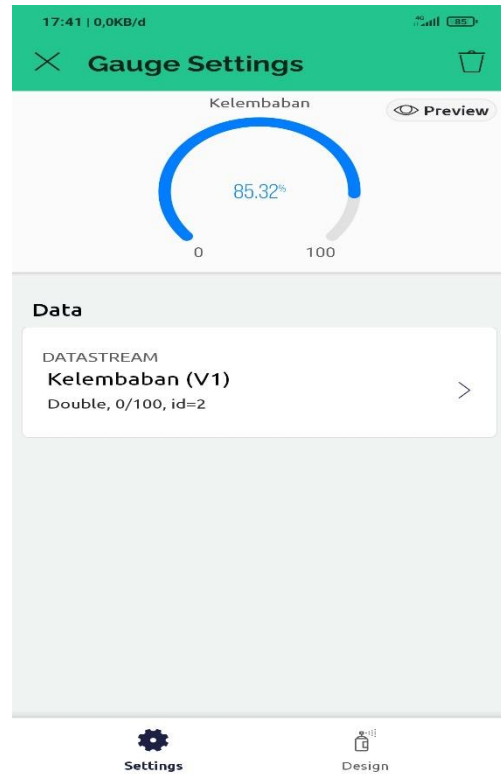 17:41 | 0,0KB/d
4G
85
Gauge Settings
Kelembaban
Preview
85.32%
0
100
Data
DATASTREAM
Kelembaban (V1)
Double, 0/100, id=2
Settings
Design